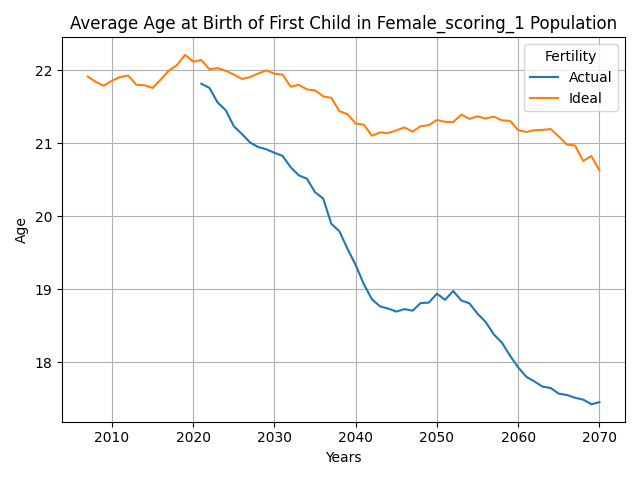 Average Age at Birth of First Child in Female_scoring_1 Population
Fertility
Actual
Ideal
Age
22
21
20
19
18
2010 2020 2030 2040 2050 2060 2070
Years